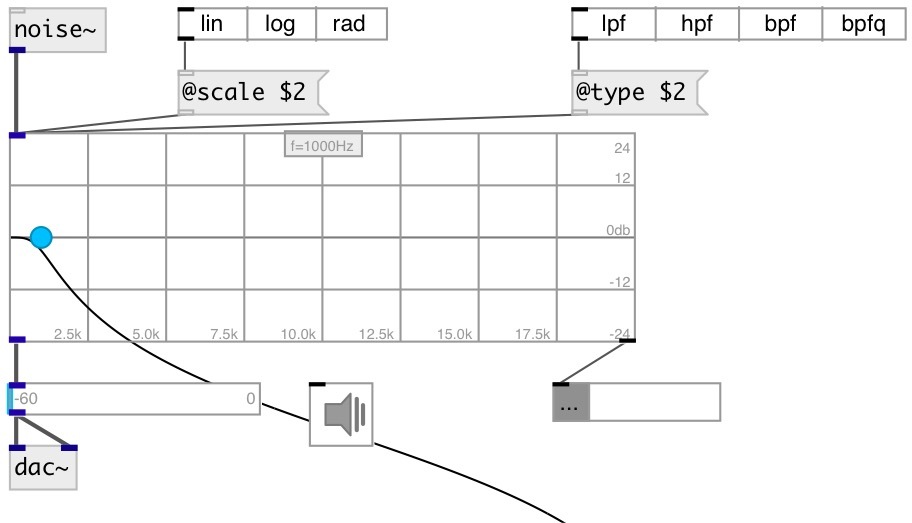 noise~
lin log rad
lpf hpf bpf bpfq
@scale $2
@type $2
f=1000Hz
24
12
0db
-12
-24
2.5k 5.0k 7.5k 10.0k 12.5k 15.0k 17.5k
-60 0
...
dac~